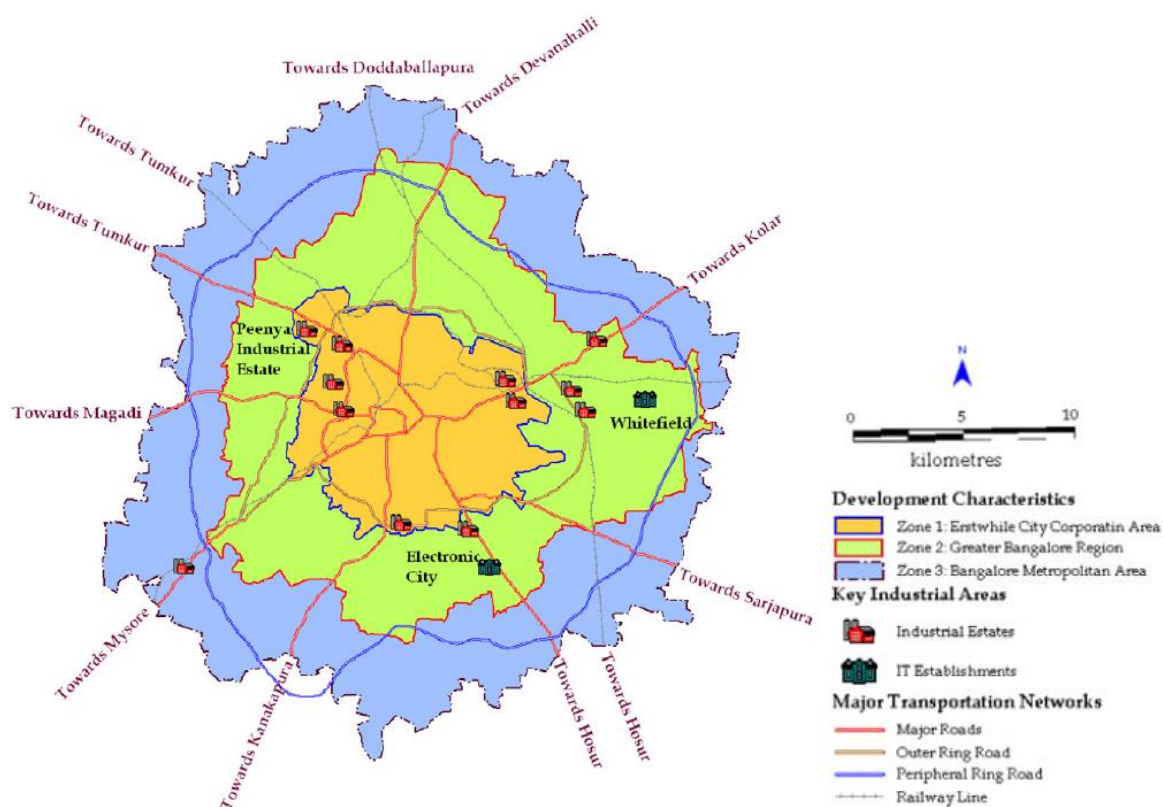 Towards Doddaballapura
Towards Devanahalli
Towards Tumkur
Towards Tumkur
Towards Kolar
Peenya
Industrial
Estate
Towards Magadi
Whitefield
Electronic
City
Towards Sarjapura
Towards Mysore
Towards Kanakapura
Towards Hosur
Towards Hosur
N
0 5 10
kilometres
Development Characteristics
Zone 1: Erstwhile City Corporatin Area
Zone 2: Greater Bangalore Region
Zone 3: Bangalore Metropolitan Area
Key Industrial Areas
Industrial Estates
IT Establishments
Major Transportation Networks
Major Roads
Outer Ring Road
Peripheral Ring Road
Railway Line